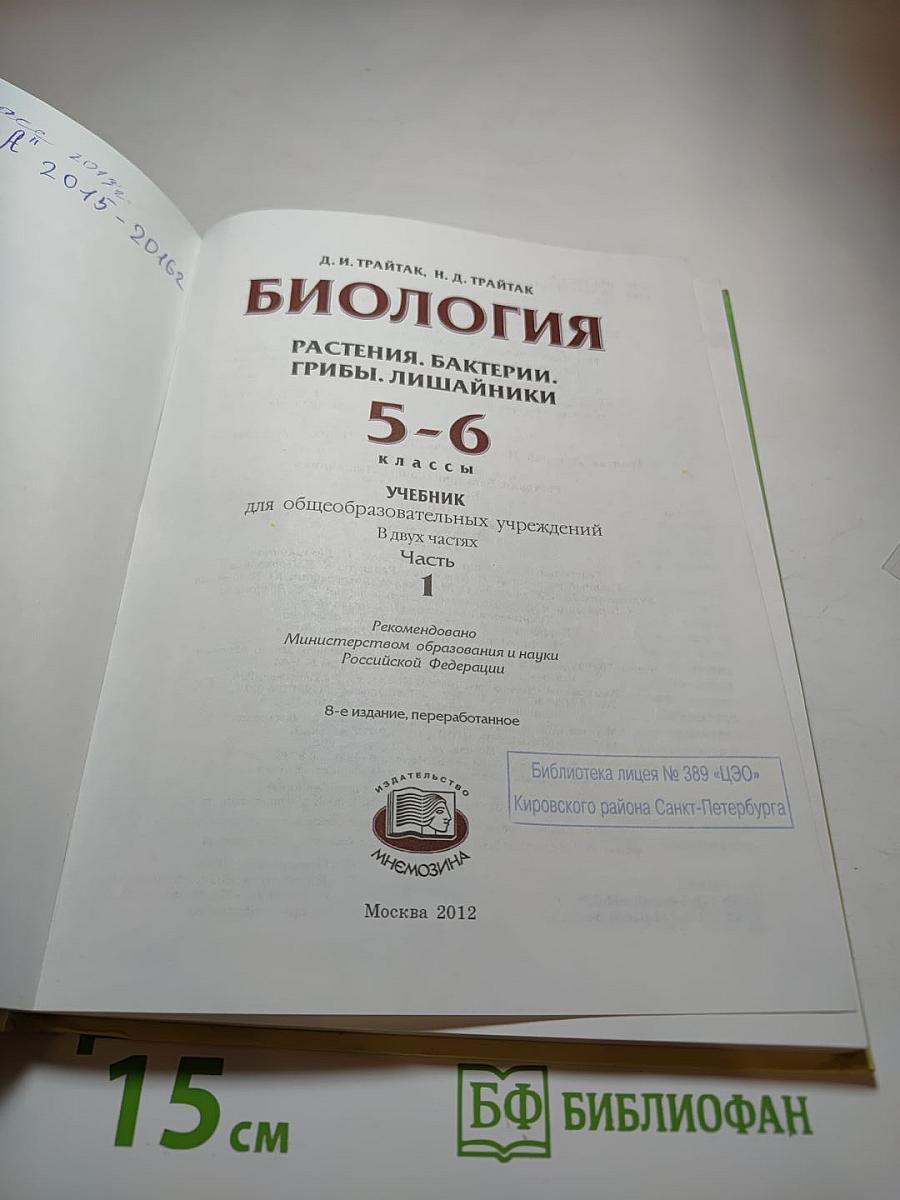 "А" 2015-2016г
Д. И. ТРАЙТАК, Н. Д. ТРАЙТАК
БИОЛОГИЯ
РАСТЕНИЯ. БАКТЕРИИ.
ГРИБЫ. ЛИШАЙНИКИ
5-6
классы
УЧЕБНИК
для общеобразовательных учреждений
В двух частях
Часть
1
Рекомендовано
Министерством образования и науки
Российской Федерации
8-е издание, переработанное
Библиотека лицея № 389 «ЦЭО»
Кировского района Санкт-Петербурга
ИЗДАТЕЛЬСТВО
МНЕМОЗИНА
Москва 2012
15 см
БФ БИБЛИОФАН